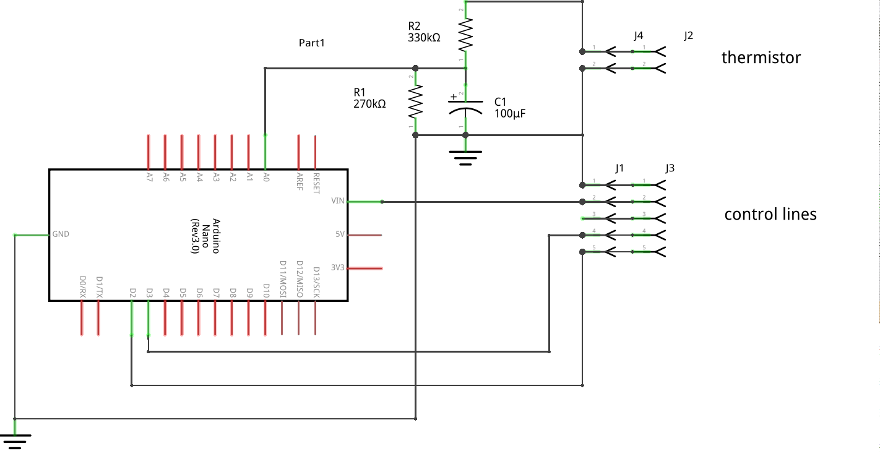 R2
330kΩ
Part1
J4
J2
thermistor
R1
270kΩ
+
C1
100µF
A7
A6
A5
A4
A3
A2
A1
A0
AREF
RESET
J1
J3
VIN
control lines
Arduino
Nano
(Rev3.0)
GND
5V
3V3
D0/RX
D1/TX
D2
D3
D4
D5
D6
D7
D8
D9
D10
D11/MOSI
D12/MISO
D13/SCK